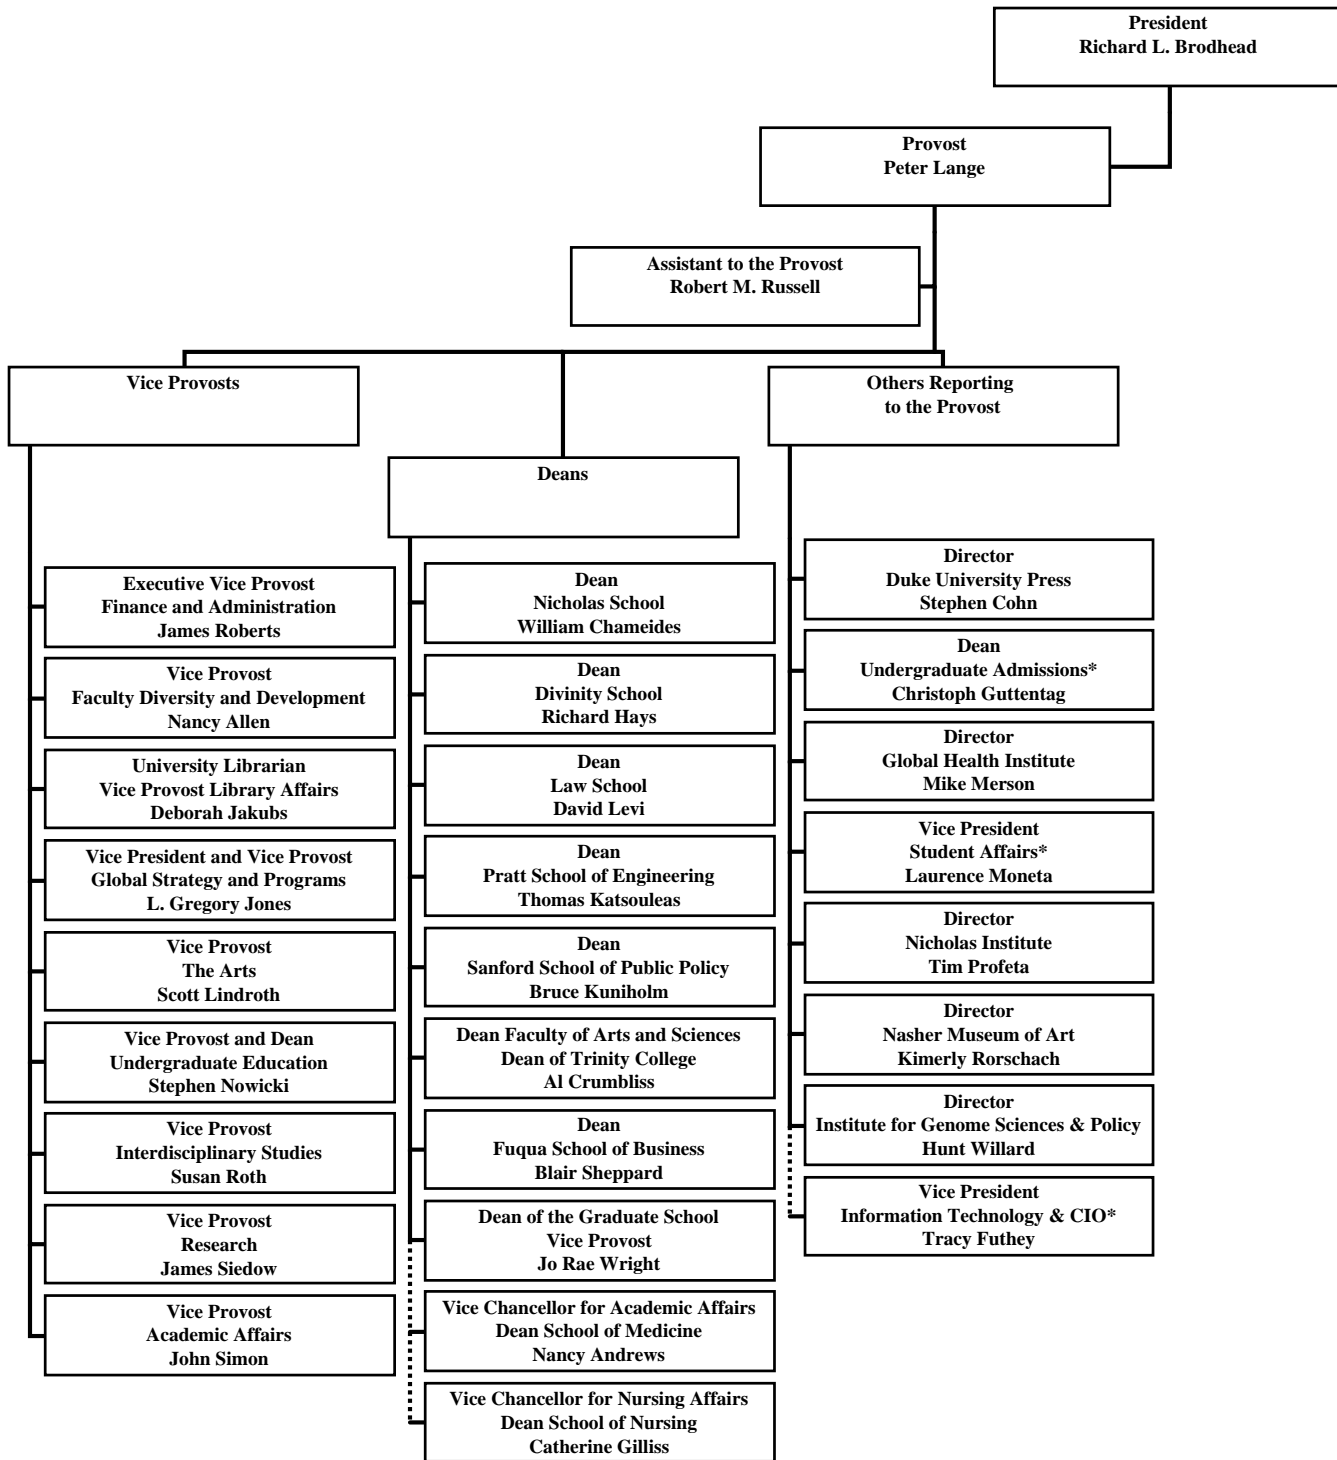 President
Richard L. Brodhead
Provost
Peter Lange
Assistant to the Provost
Robert M. Russell
Vice Provosts
Deans
Others Reporting
to the Provost
Executive Vice Provost
Finance and Administration
James Roberts
Vice Provost
Faculty Diversity and Development
Nancy Allen
University Librarian
Vice Provost Library Affairs
Deborah Jakubs
Vice President and Vice Provost
Global Strategy and Programs
L. Gregory Jones
Vice Provost
The Arts
Scott Lindroth
Vice Provost and Dean
Undergraduate Education
Stephen Nowicki
Vice Provost
Interdisciplinary Studies
Susan Roth
Vice Provost
Research
James Siedow
Vice Provost
Academic Affairs
John Simon
Dean
Nicholas School
William Chameides
Dean
Divinity School
Richard Hays
Dean
Law School
David Levi
Dean
Pratt School of Engineering
Thomas Katsouleas
Dean
Sanford School of Public Policy
Bruce Kuniholm
Dean Faculty of Arts and Sciences
Dean of Trinity College
Al Crumbliss
Dean
Fuqua School of Business
Blair Sheppard
Dean of the Graduate School
Vice Provost
Jo Rae Wright
Vice Chancellor for Academic Affairs
Dean School of Medicine
Nancy Andrews
Vice Chancellor for Nursing Affairs
Dean School of Nursing
Catherine Gilliss
Director
Duke University Press
Stephen Cohn
Dean
Undergraduate Admissions*
Christoph Guttentag
Director
Global Health Institute
Mike Merson
Vice President
Student Affairs*
Laurence Moneta
Director
Nicholas Institute
Tim Profeta
Director
Nasher Museum of Art
Kimerly Rorschach
Director
Institute for Genome Sciences & Policy
Hunt Willard
Vice President
Information Technology & CIO*
Tracy Futhey